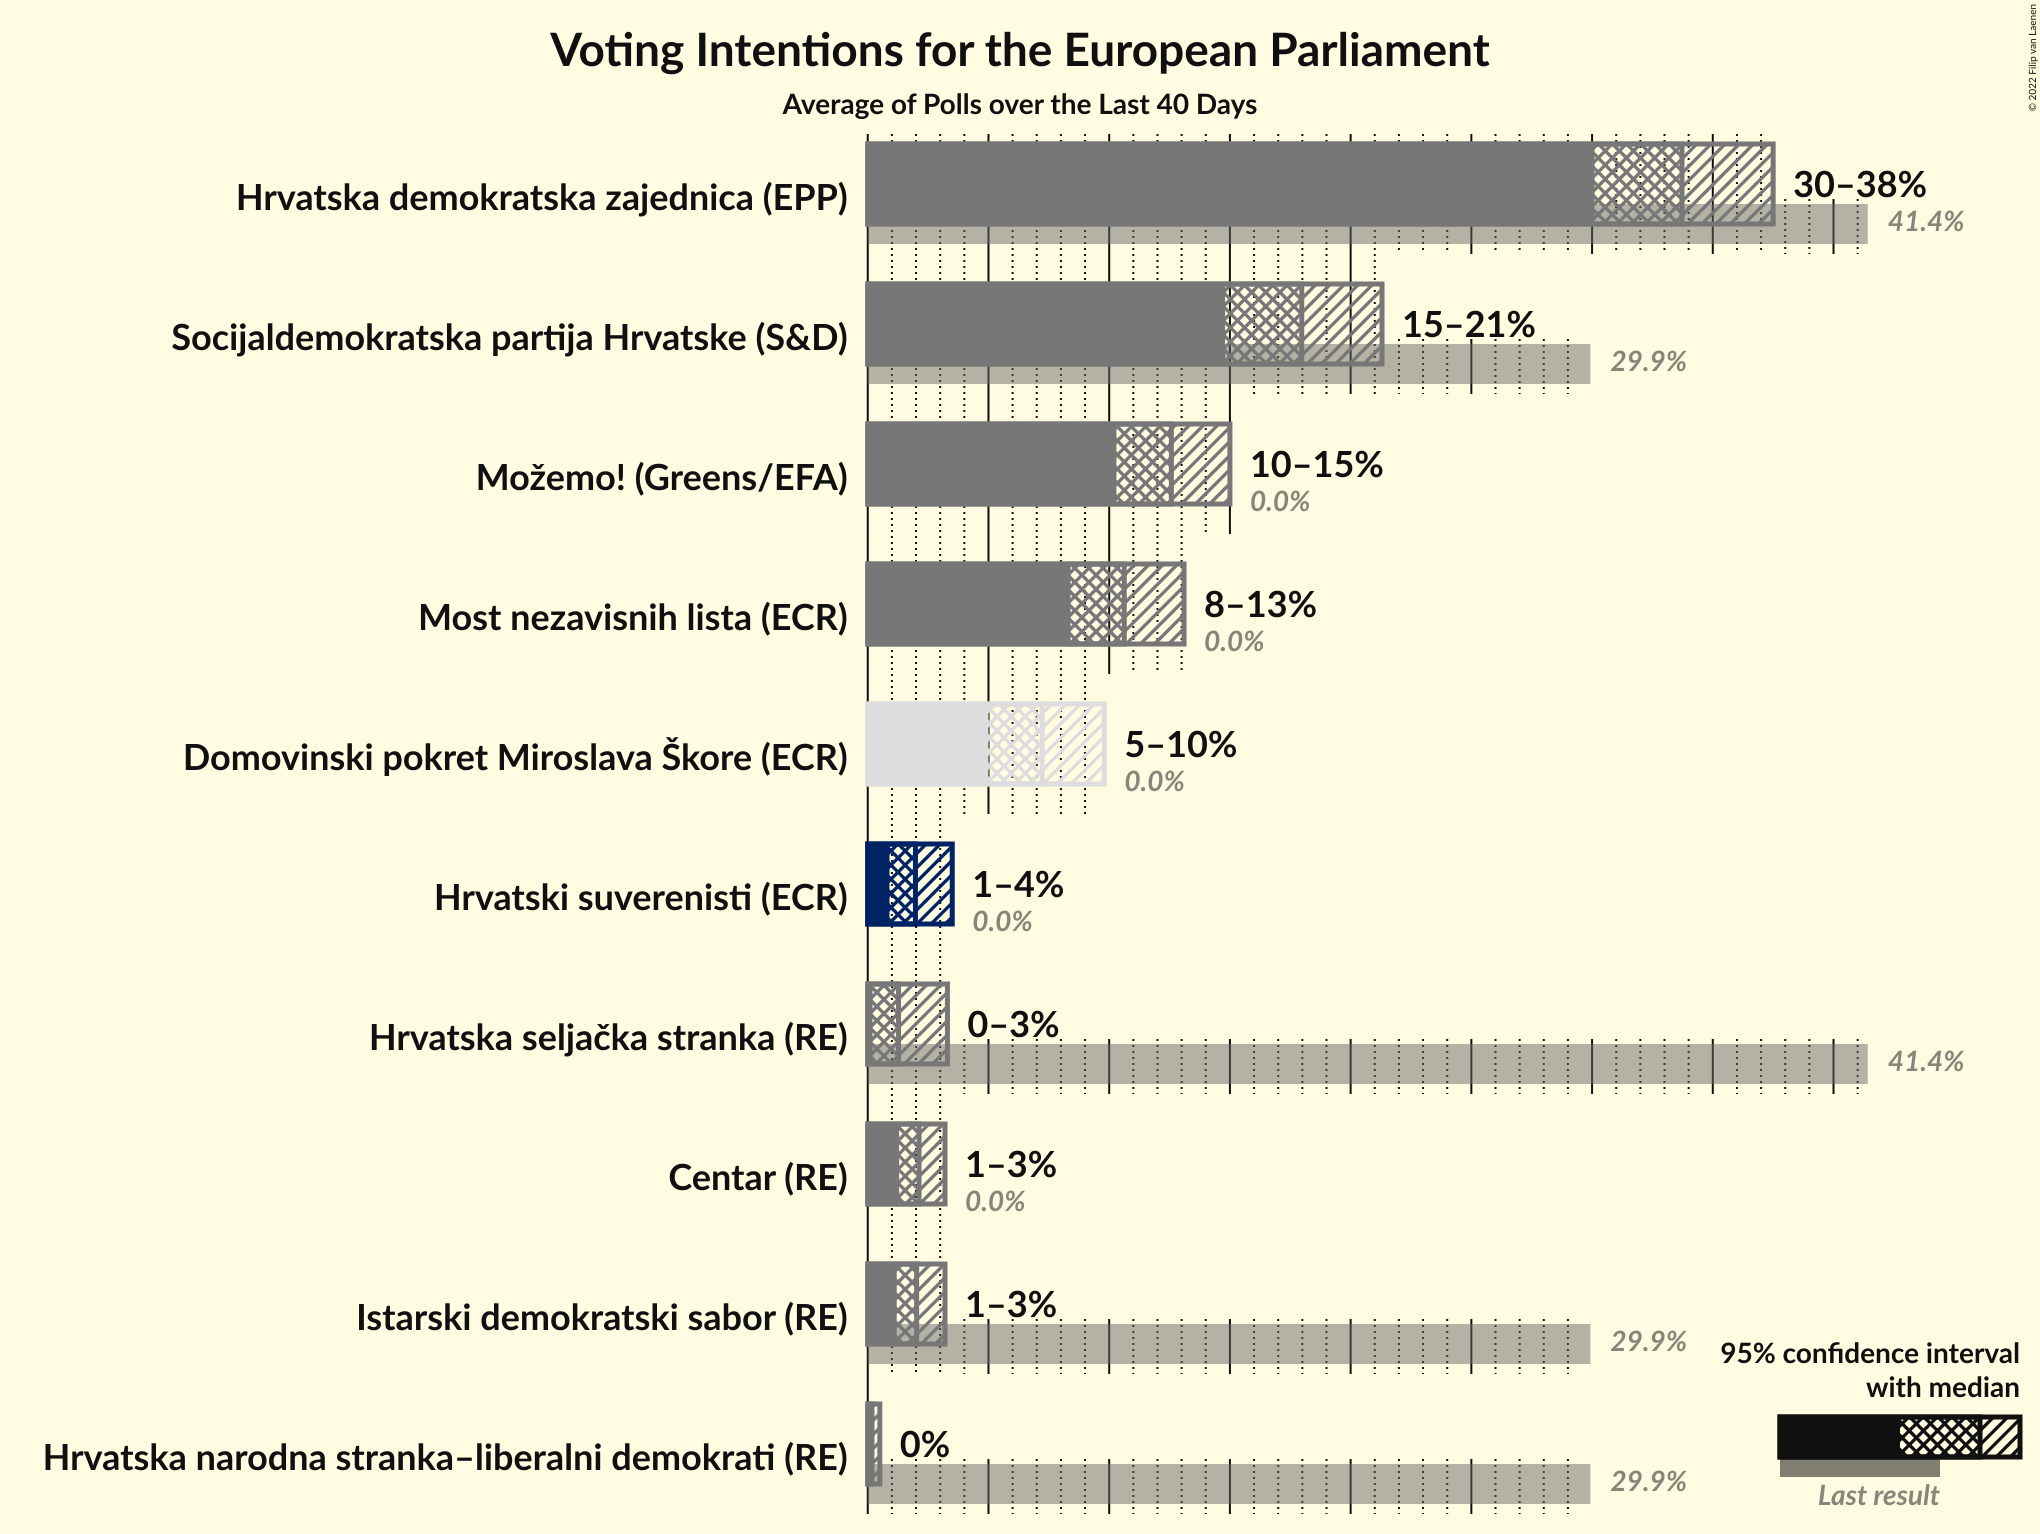 Voting Intentions for the European Parliament
Average of Polls over the Last 40 Days
© 2022 Filip van Laenen
Hrvatska demokratska zajednica (EPP)
30–38%
41.4%
Socijaldemokratska partija Hrvatske (S&D)
15–21%
29.9%
Možemo! (Greens/EFA)
10–15%
0.0%
Most nezavisnih lista (ECR)
8–13%
0.0%
Domovinski pokret Miroslava Škore (ECR)
5–10%
0.0%
Hrvatski suverenisti (ECR)
1–4%
0.0%
Hrvatska seljačka stranka (RE)
0–3%
41.4%
Centar (RE)
1–3%
0.0%
Istarski demokratski sabor (RE)
1–3%
29.9%
Hrvatska narodna stranka–liberalni demokrati (RE)
0%
29.9%
95% confidence interval
with median
Last result